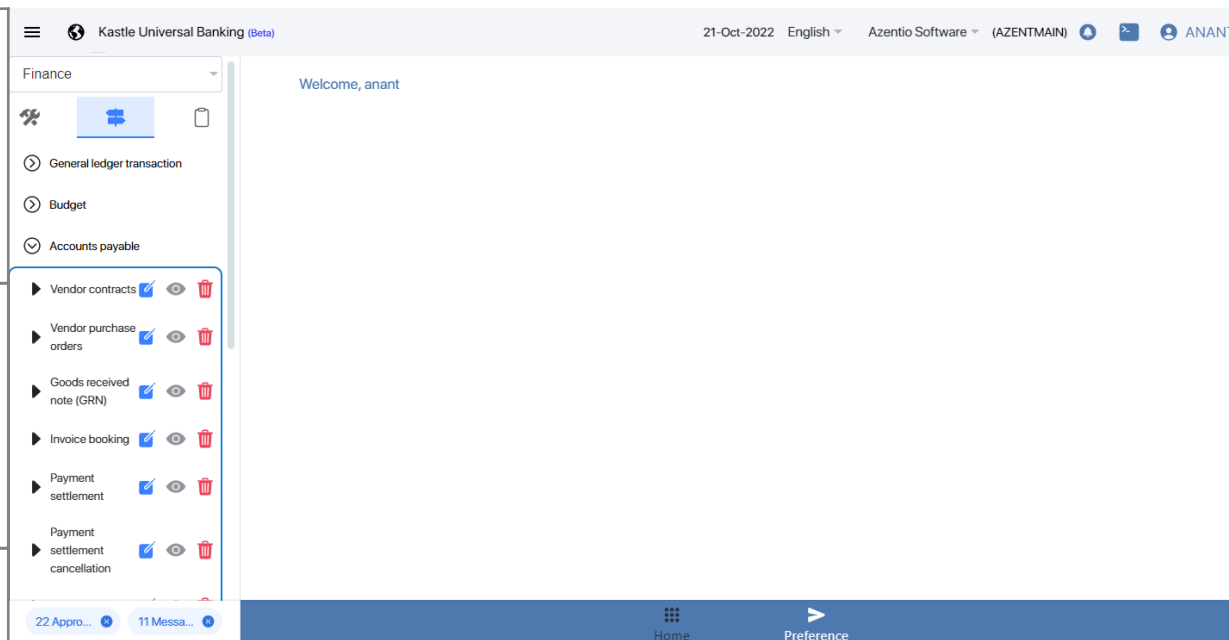 Kastle Universal Banking (Beta)
21-Oct-2022 English Azentio Software (AZENTMAIN) ANANT
Finance
Welcome, anant
General ledger transaction
Budget
Accounts payable
Vendor contracts
Vendor purchase
orders
Goods received
note (GRN)
Invoice booking
Payment
settlement
Payment
settlement
cancellation
22 Appro... 11 Messa...
Home
Preference